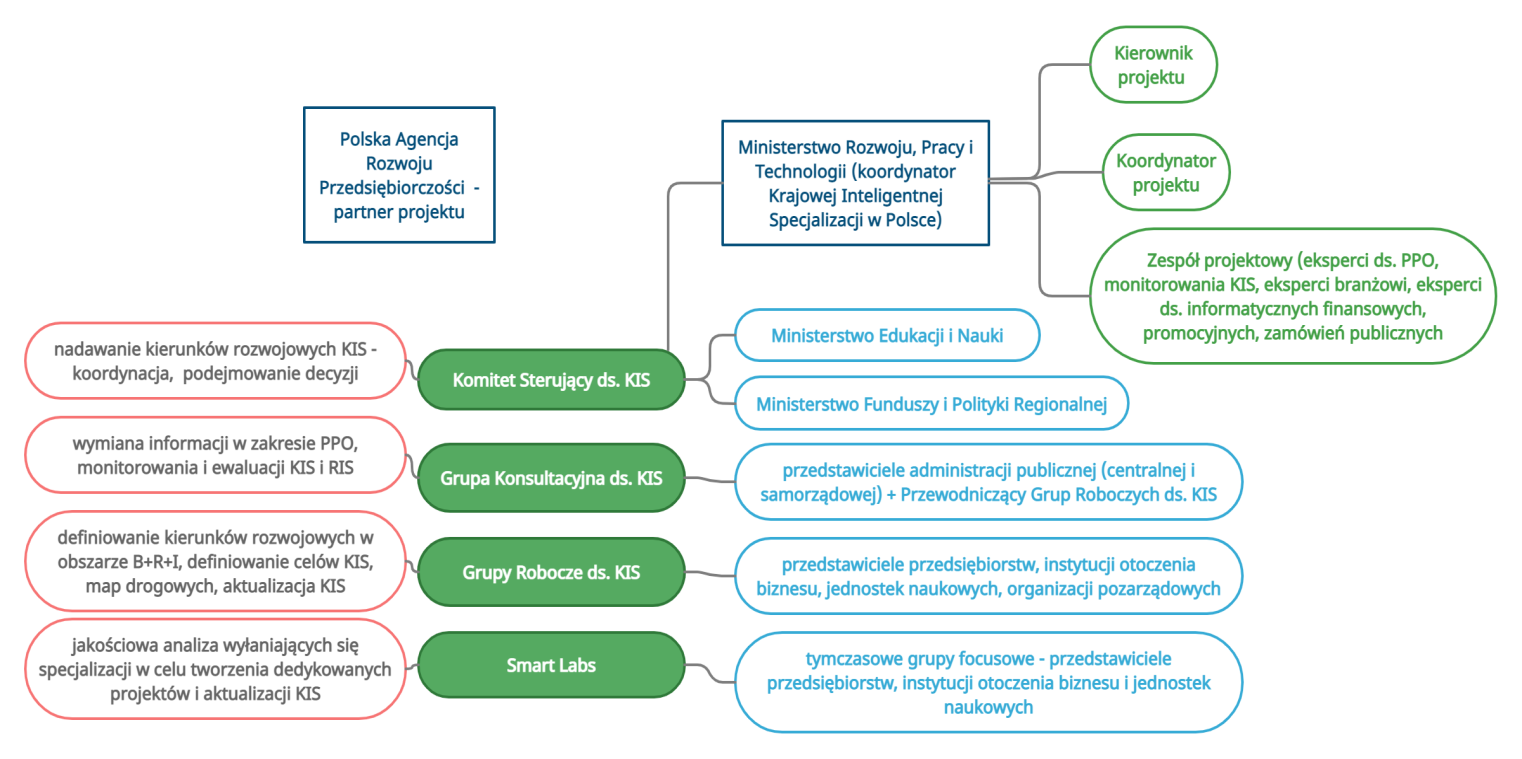 Kierownik
projektu
Polska Agencja
Rozwoju
Przedsiębiorczości -
partner projektu
Ministerstwo Rozwoju, Pracy i
Technologii (koordynator
Krajowej Inteligentnej
Specjalizacji w Polsce)
Koordynator
projektu
Zespół projektowy (eksperci ds. PPO,
monitorowania KIS, eksperci branżowi, eksperci
ds. informatycznych finansowych,
promocyjnych, zamówień publicznych
nadawanie kierunków rozwojowych KIS -
koordynacja, podejmowanie decyzji
Komitet Sterujący ds. KIS
Ministerstwo Edukacji i Nauki
Ministerstwo Funduszy i Polityki Regionalnej
wymiana informacji w zakresie PPO,
monitorowania i ewaluacji KIS i RIS
Grupa Konsultacyjna ds. KIS
przedstawiciele administracji publicznej (centralnej i
samorządowej) + Przewodniczący Grup Roboczych ds. KIS
definiowanie kierunków rozwojowych w
obszarze B+R+I, definiowanie celów KIS,
map drogowych, aktualizacja KIS
Grupy Robocze ds. KIS
przedstawiciele przedsiębiorstw, instytucji otoczenia
biznesu, jednostek naukowych, organizacji pozarządowych
jakościowa analiza wyłaniających się
specjalizacji w celu tworzenia dedykowanych
projektów i aktualizacji KIS
Smart Labs
tymczasowe grupy focusowe - przedstawiciele
przedsiębiorstw, instytucji otoczenia biznesu i jednostek
naukowych